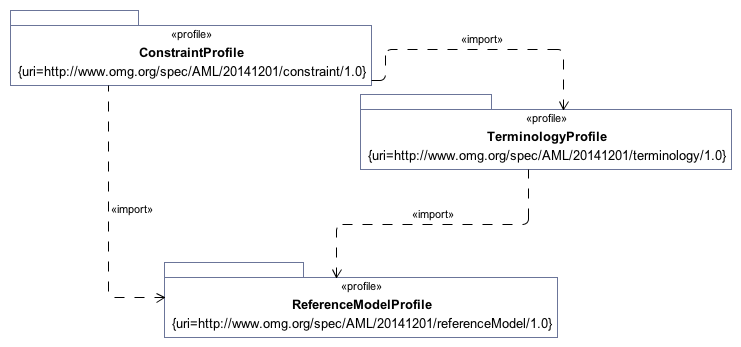 «profile»
ConstraintProfile
{uri=http://www.omg.org/spec/AML/20141201/constraint/1.0}
«import»
«profile»
TerminologyProfile
{uri=http://www.omg.org/spec/AML/20141201/terminology/1.0}
«import»
«import»
«profile»
ReferenceModelProfile
{uri=http://www.omg.org/spec/AML/20141201/referenceModel/1.0}